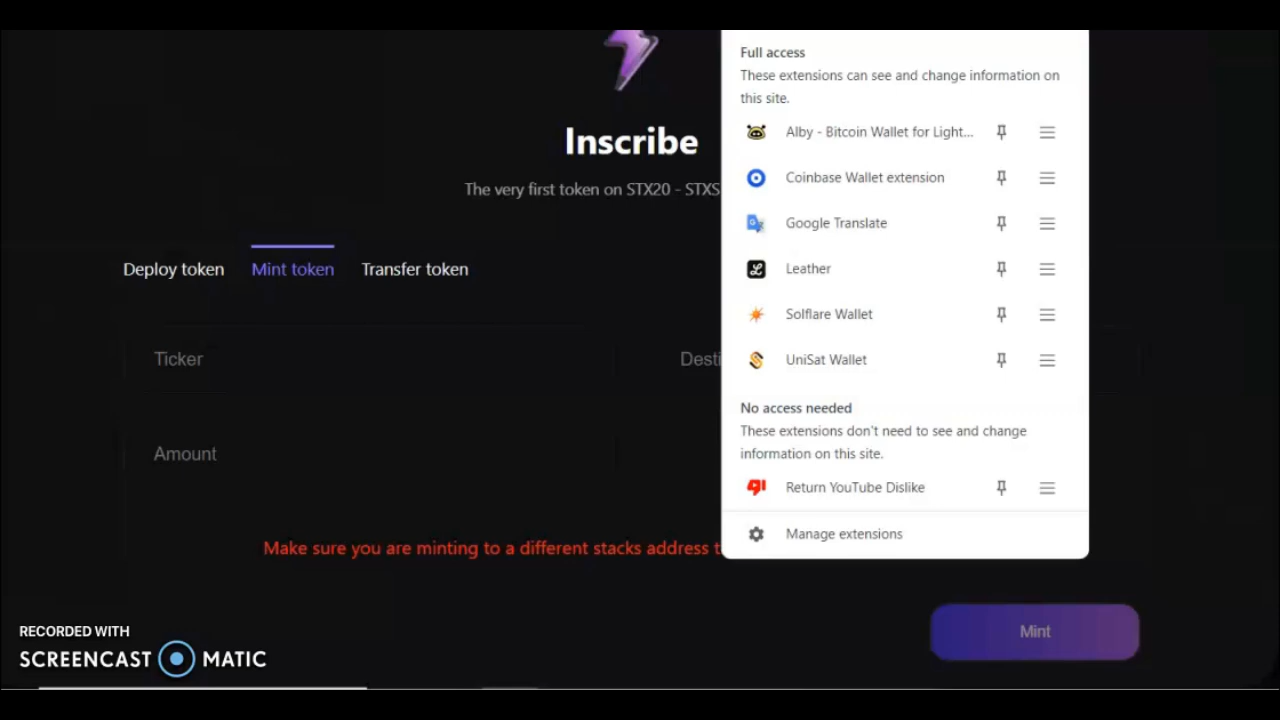 Full access
These extensions can see and change information on
this site.
Alby - Bitcoin Wallet for Light...
Coinbase Wallet extension
Google Translate
Leather
Solflare Wallet
UniSat Wallet
No access needed
These extensions don't need to see and change
information on this site.
Return YouTube Dislike
Manage extensions
Inscribe
The very first token on STX20 - STXS
Deploy token Mint token Transfer token
Ticker
Desti
Amount
Make sure you are minting to a different stacks address t
Mint
RECORDED WITH
SCREENCAST MATIC